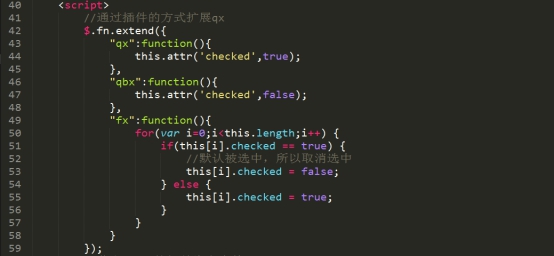 40 <script>
41 //通过插件的方式扩展qx
42 $.fn.extend({
43 "qx":function(){
44 this.attr('checked',true);
45 },
46 "qbx":function(){
47 this.attr('checked',false);
48 },
49 "fx":function(){
50 for(var i=0;i<this.length;i++) {
51 if(this[i].checked == true) {
52 //默认被选中，所以取消选中
53 this[i].checked = false;
54 } else {
55 this[i].checked = true;
56 }
57 }
58 }
59 });